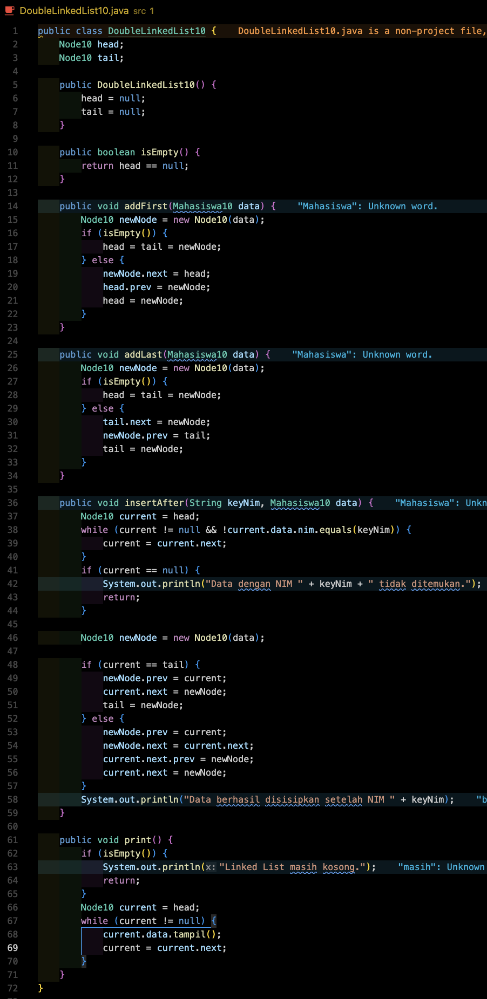 DoubleLinkedList10.java src 1
1 public class DoubleLinkedList10 { DoubleLinkedList10.java is a non-project file,
2 Node10 head;
3 Node10 tail;
4
5 public DoubleLinkedList10() {
6 head = null;
7 tail = null;
8 }
9
10 public boolean isEmpty() {
11 return head == null;
12 }
13
14 public void addFirst(Mahasiswa10 data) { "Mahasiswa": Unknown word.
15 Node10 newNode = new Node10(data);
16 if (isEmpty()) {
17 head = tail = newNode;
18 } else {
19 newNode.next = head;
20 head.prev = newNode;
21 head = newNode;
22 }
23 }
24
25 public void addLast(Mahasiswa10 data) { "Mahasiswa": Unknown word.
26 Node10 newNode = new Node10(data);
27 if (isEmpty()) {
28 head = tail = newNode;
29 } else {
30 tail.next = newNode;
31 newNode.prev = tail;
32 tail = newNode;
33 }
34 }
35
36 public void insertAfter(String keyNim, Mahasiswa10 data) { "Mahasiswa": Unkn
37 Node10 current = head;
38 while (current != null && !current.data.nim.equals(keyNim)) {
39 current = current.next;
40 }
41 if (current == null) {
42 System.out.println("Data dengan NIM " + keyNim + " tidak ditemukan.");
43 return;
44 }
45
46 Node10 newNode = new Node10(data);
47
48 if (current == tail) {
49 newNode.prev = current;
50 current.next = newNode;
51 tail = newNode;
52 } else {
53 newNode.prev = current;
54 newNode.next = current.next;
55 current.next.prev = newNode;
56 current.next = newNode;
57 }
58 System.out.println("Data berhasil disisipkan setelah NIM " + keyNim); "b
59 }
60
61 public void print() {
62 if (isEmpty()) {
63 System.out.println(x: "Linked List masih kosong."); "masih": Unknown
64 return;
65 }
66 Node10 current = head;
67 while (current != null) {
68 current.data.tampil();
69 current = current.next;
70 }
71 }
72 }